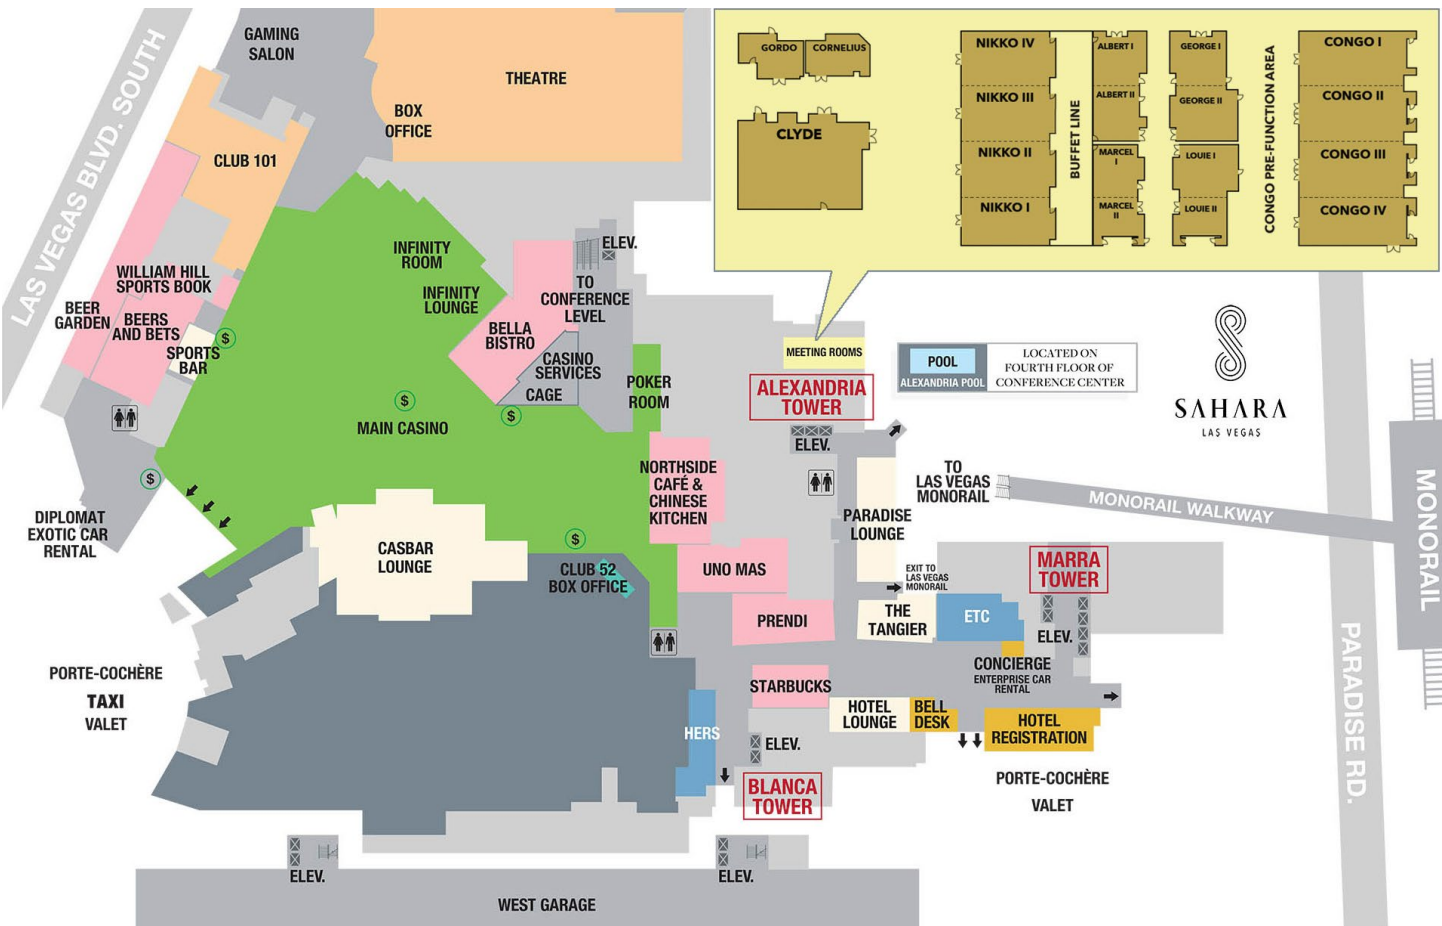 GAMING
SALON
THEATRE
BOX
OFFICE
CLUB 101
LAS VEGAS BLVD. SOUTH
GORDO
CORNELIUS
CLYDE
NIKKO IV
NIKKO III
NIKKO II
NIKKO I
BUFFET LINE
ALBERT I
ALBERT II
MARCEL
I
MARCEL
II
GEORGE I
GEORGE II
LOUIE I
LOUIE II
CONGO PRE-FUNCTION AREA
CONGO I
CONGO II
CONGO III
CONGO IV
INFINITY
ROOM
INFINITY
LOUNGE
ELEV.
TO
CONFERENCE
LEVEL
WILLIAM HILL
SPORTS BOOK
BEER
GARDEN
BEERS
AND BETS
SPORTS
BAR
$
BELLA
BISTRO
CASINO
SERVICES
CAGE
$
$
MAIN CASINO
POKER
ROOM
MEETING ROOMS
ALEXANDRIA
TOWER
ELEV.
POOL
ALEXANDRIA POOL
LOCATED ON
FOURTH FLOOR OF
CONFERENCE CENTER
SAHARA
LAS VEGAS
NORTHSIDE
CAFÉ &
CHINESE
KITCHEN
$
DIPLOMAT
EXOTIC CAR
RENTAL
TO
LAS VEGAS
MONORAIL
MONORAIL WALKWAY
MONORAIL
PARADISE
LOUNGE
CASBAR
LOUNGE
$
CLUB 52
BOX OFFICE
UNO MAS
EXIT TO
LAS VEGAS
MONORAIL
MARRA
TOWER
PRENDI
THE
TANGIER
ETC
ELEV.
CONCIERGE
ENTERPRISE CAR
RENTAL
PORTE-COCHÈRE
TAXI
VALET
STARBUCKS
HOTEL
LOUNGE
BELL
DESK
HOTEL
REGISTRATION
HERS
ELEV.
BLANCA
TOWER
PORTE-COCHÈRE
VALET
PARADISE RD.
ELEV.
ELEV.
WEST GARAGE